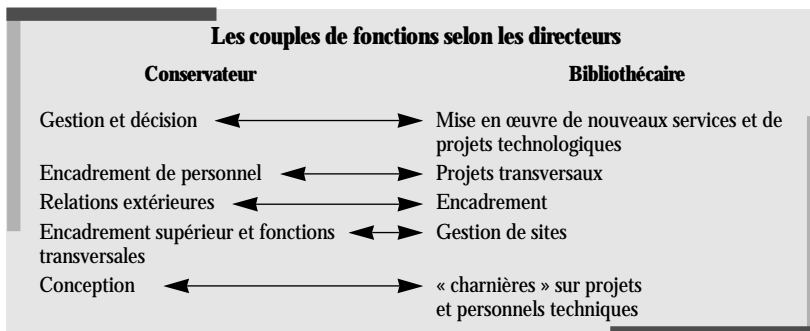 Les couples de fonctions selon les directeurs
Conservateur Bibliothécaire
Gestion et décision Mise en œuvre de nouveaux services et de
projets technologiques
Encadrement de personnel Projets transversaux
Relations extérieures Encadrement
Encadrement supérieur et fonctions Gestion de sites
transversales
Conception « charnières » sur projets
et personnels techniques